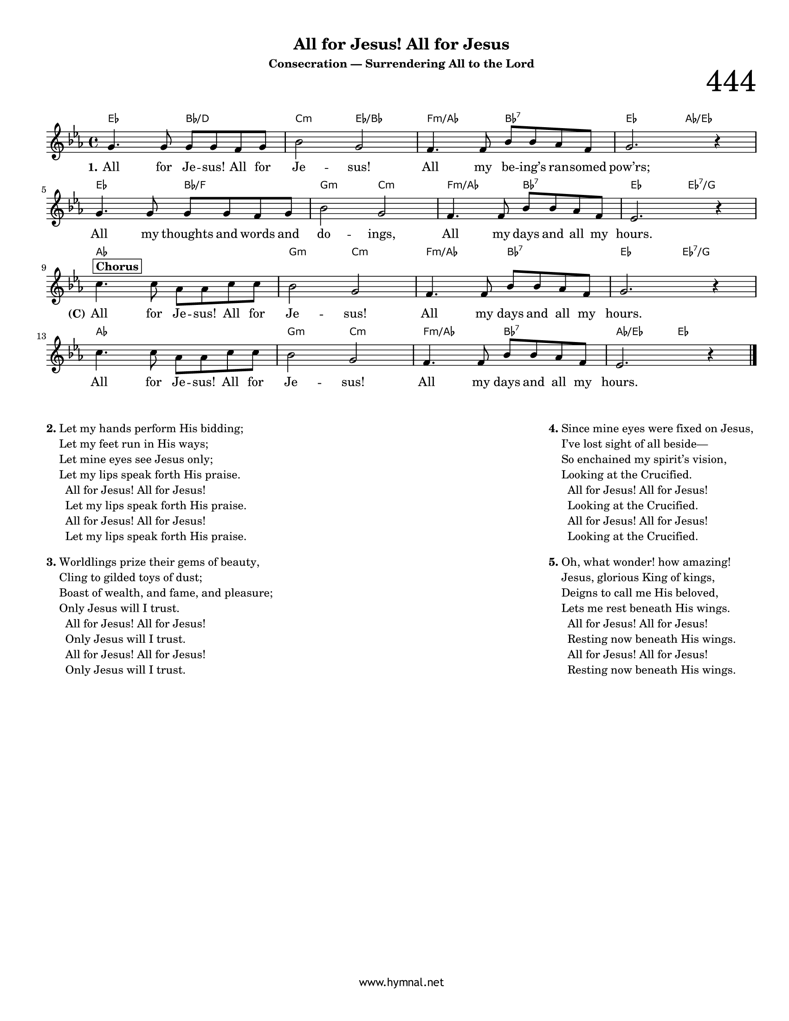 All for Jesus! All for Jesus
Consecration — Surrendering All to the Lord
444
E♭ B♭/D Cm E♭/B♭ Fm/A♭ B♭7 E♭ A♭/E♭
1. All for Je-sus! All for Je - sus! All my be-ing's ransomed pow'rs;
5
E♭ B♭/F Gm Cm Fm/A♭ B♭7 E♭ E♭7/G
All my thoughts and words and do - ings, All my days and all my hours.
9
A♭ Gm Cm Fm/A♭ B♭7 E♭ E♭7/G
Chorus
(C) All for Je-sus! All for Je - sus! All my days and all my hours.
13
A♭ Gm Cm Fm/A♭ B♭7 A♭/E♭ E♭
All for Je-sus! All for Je - sus! All my days and all my hours.
2. Let my hands perform His bidding;
Let my feet run in His ways;
Let mine eyes see Jesus only;
Let my lips speak forth His praise.
All for Jesus! All for Jesus!
Let my lips speak forth His praise.
All for Jesus! All for Jesus!
Let my lips speak forth His praise.
3. Worldlings prize their gems of beauty,
Cling to gilded toys of dust;
Boast of wealth, and fame, and pleasure;
Only Jesus will I trust.
All for Jesus! All for Jesus!
Only Jesus will I trust.
All for Jesus! All for Jesus!
Only Jesus will I trust.
4. Since mine eyes were fixed on Jesus,
I've lost sight of all beside—
So enchained my spirit's vision,
Looking at the Crucified.
All for Jesus! All for Jesus!
Looking at the Crucified.
All for Jesus! All for Jesus!
Looking at the Crucified.
5. Oh, what wonder! how amazing!
Jesus, glorious King of kings,
Deigns to call me His beloved,
Lets me rest beneath His wings.
All for Jesus! All for Jesus!
Resting now beneath His wings.
All for Jesus! All for Jesus!
Resting now beneath His wings.
www.hymnal.net